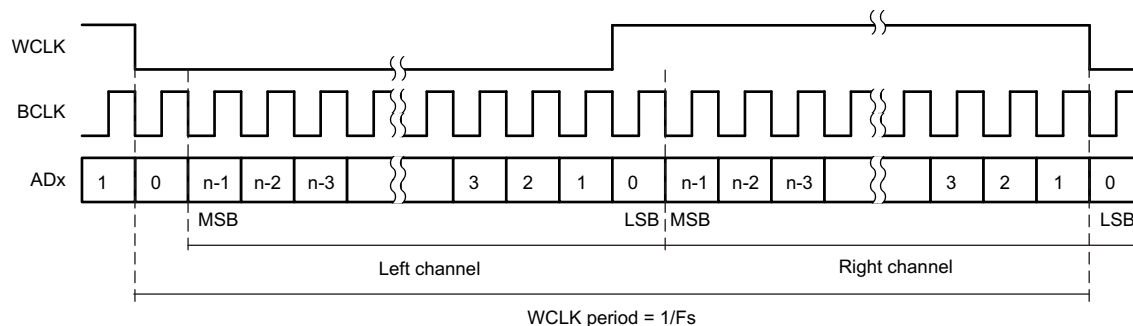 WCLK
BCLK
ADx 1 0 n-1 n-2 n-3 3 2 1 0 n-1 n-2 n-3 3 2 1 0
MSB LSB MSB LSB
Left channel Right channel
WCLK period = 1/Fs